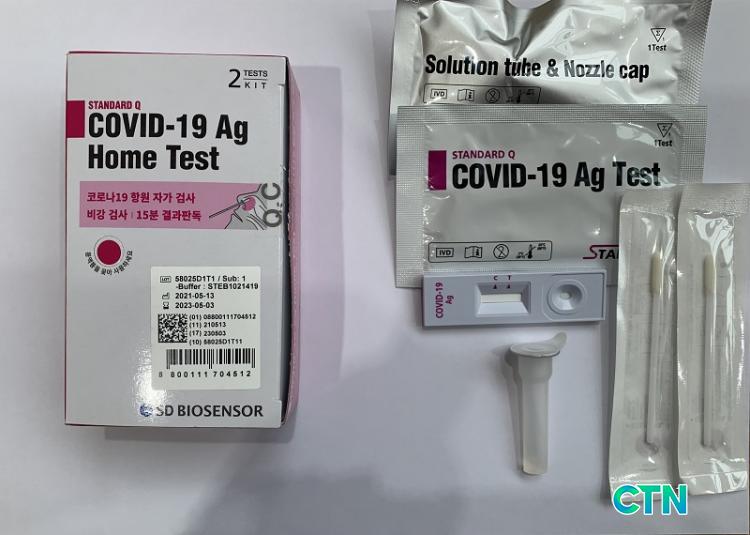 2 TESTS
KIT
STANDARD Q
COVID-19 Ag
Home Test
코로나19 항원 자가 검사
비강 검사 | 15분 결과판독
Q-C
LOT 58025D1T1 / Sub: 1
-Buffer : STEB1021419
2021-05-13
2023-05-03
(01) 08800111704512
(11) 210513
(17) 230503
(10) 58025D1T11
8 800111 704512
SD BIOSENSOR
1Test
Solution tube & Nozzle cap
IVD
1Test
STANDARD Q
COVID-19 Ag Test
IVD
STAN
COVID-19
Ag
C T
CTN